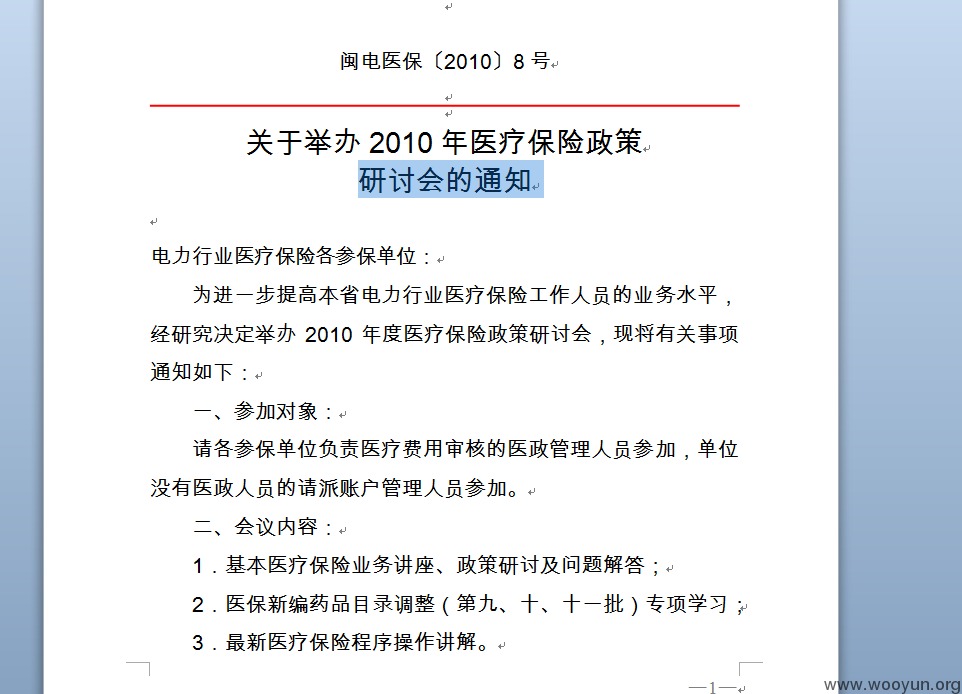 闽电医保〔2010〕8 号
关于举办 2010 年医疗保险政策
研讨会的通知
电力行业医疗保险各参保单位：
为进一步提高本省电力行业医疗保险工作人员的业务水平，
经研究决定举办 2010 年度医疗保险政策研讨会，现将有关事项
通知如下：
一、参加对象：
请各参保单位负责医疗费用审核的医政管理人员参加，单位
没有医政人员的请派账户管理人员参加。
二、会议内容：
1．基本医疗保险业务讲座、政策研讨及问题解答；
2．医保新编药品目录调整（第九、十、十一批）专项学习；
3．最新医疗保险程序操作讲解。
—1—
www.wooyun.org